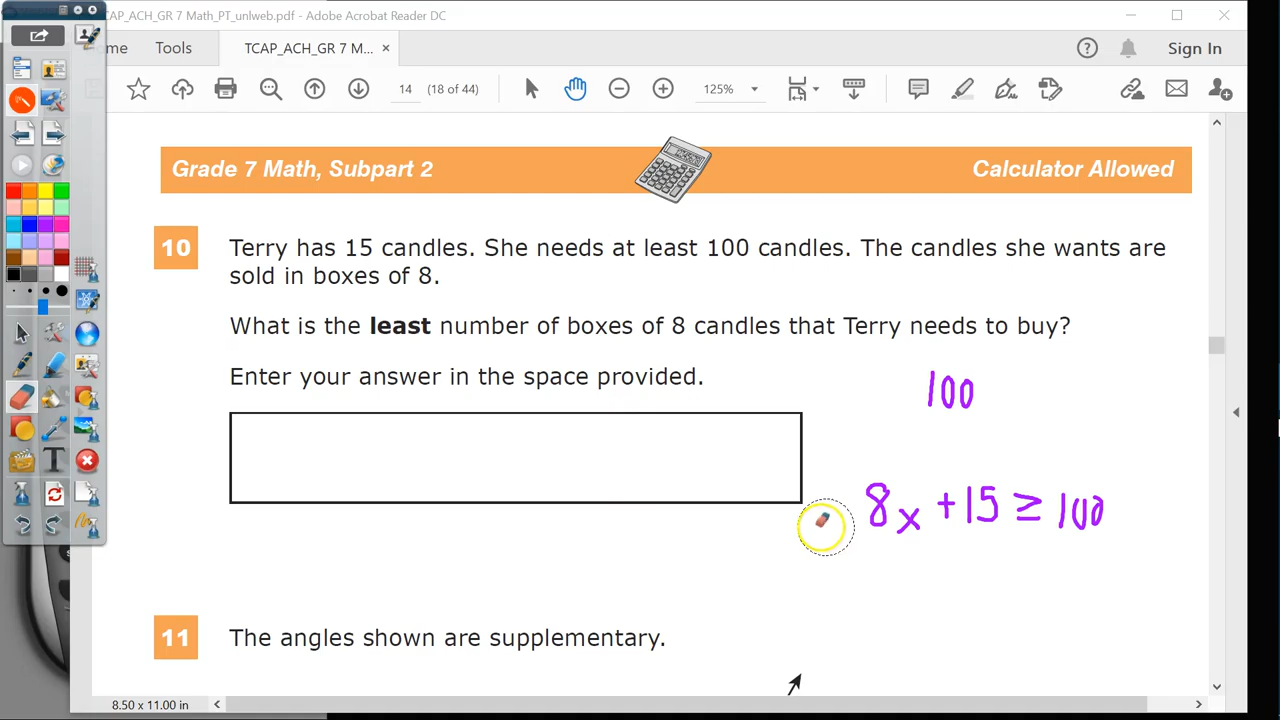 TCAP_ACH_GR 7 Math_PT_unlweb.pdf - Adobe Acrobat Reader DC
ome Tools TCAP_ACH_GR 7 M... × Sign In
14 (18 of 44) 125%
Grade 7 Math, Subpart 2 Calculator Allowed
10 Terry has 15 candles. She needs at least 100 candles. The candles she wants are
sold in boxes of 8.
What is the least number of boxes of 8 candles that Terry needs to buy?
Enter your answer in the space provided.
100
8x +15 ≥ 100
11 The angles shown are supplementary.
8.50 x 11.00 in